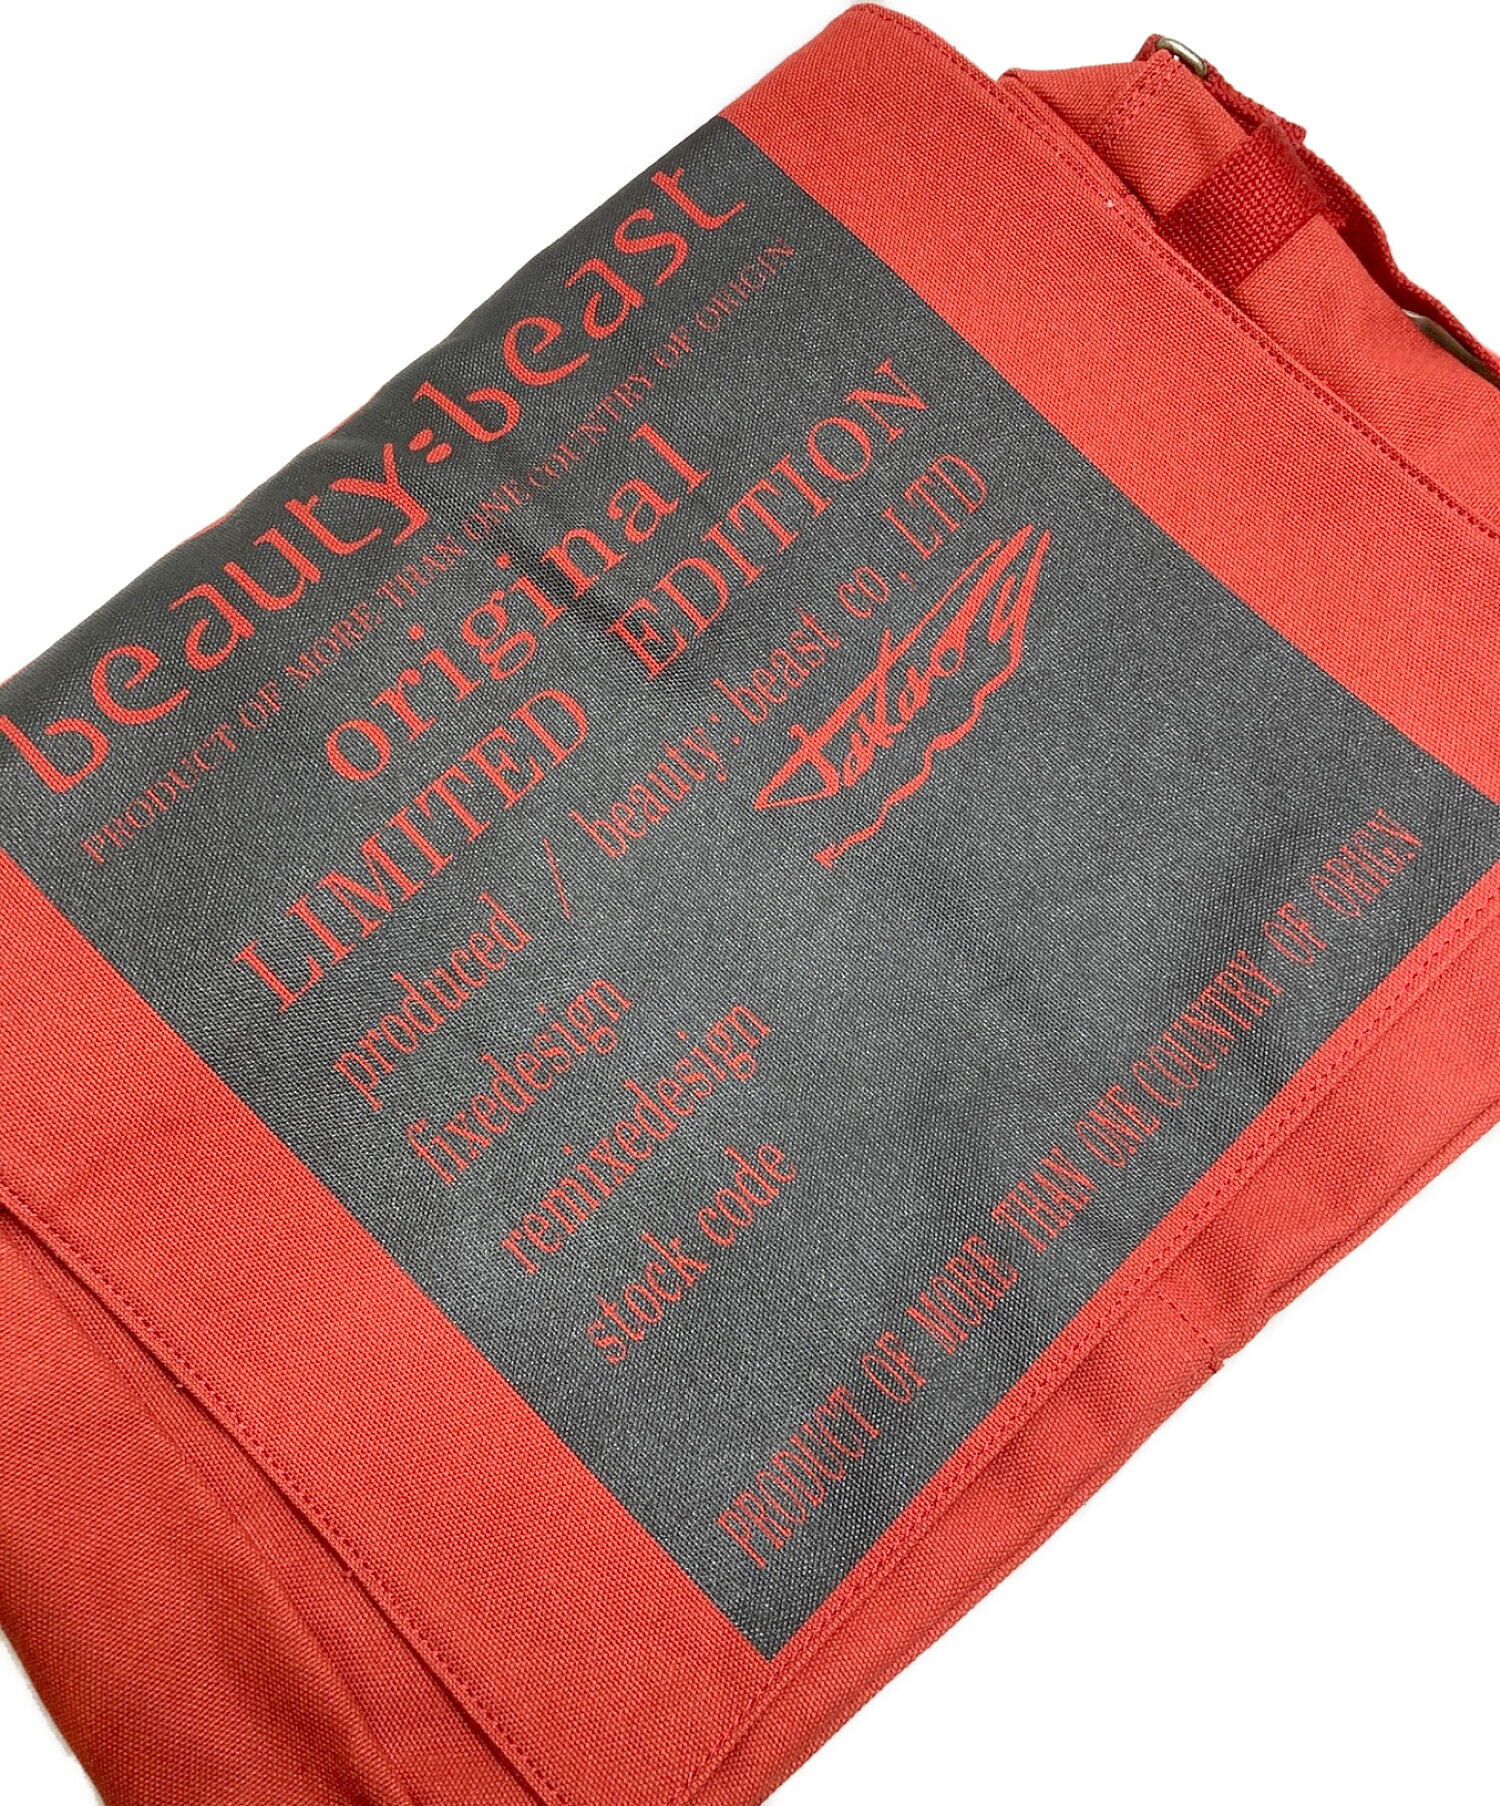 beauty:beast
PRODUCT OF MORE THAN ONE COUNTRY OF ORIGIN
original
LIMITED EDITION
produced / beauty: beast co , LTD
fixedesign
remixedesign
stock code
PRODUCT OF MORE THAN ONE COUNTRY OF ORIGN